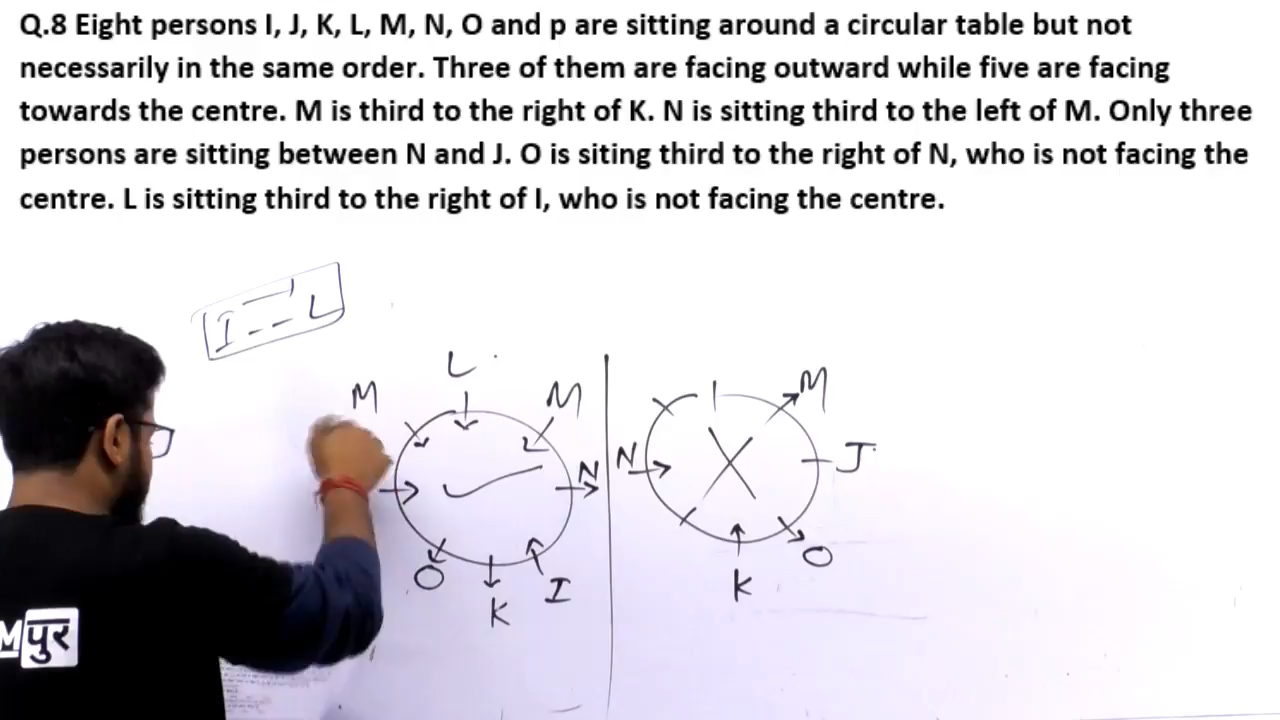 Q.8 Eight persons I, J, K, L, M, N, O and p are sitting around a circular table but not
necessarily in the same order. Three of them are facing outward while five are facing
towards the centre. M is third to the right of K. N is sitting third to the left of M. Only three
persons are sitting between N and J. O is siting third to the right of N, who is not facing the
centre. L is sitting third to the right of I, who is not facing the centre.
I - - L
L
M M M
N N J
O K I K O
Mपुर